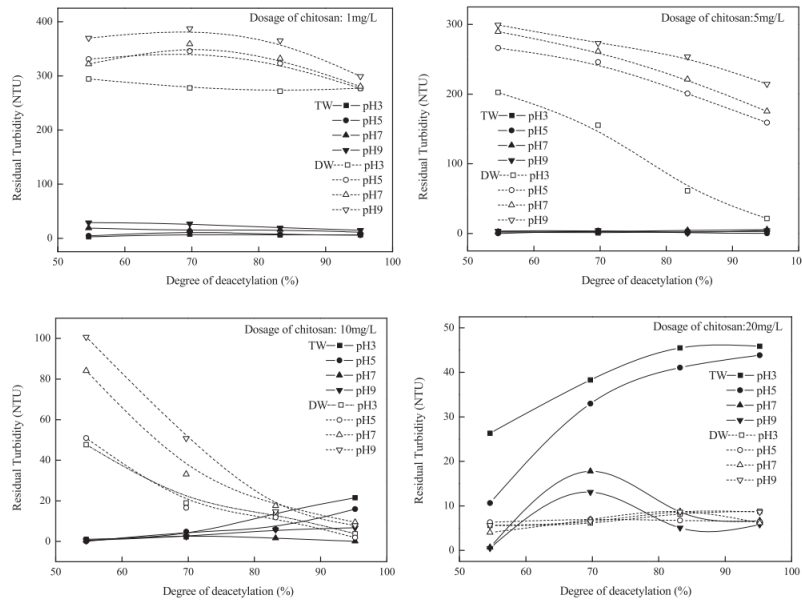 Dosage of chitosan: 1mg/L
400
300
200
100
0
TW pH3
pH5
pH7
pH9
DW pH3
pH5
pH7
pH9
50 60 70 80 90 100
Degree of deacetylation (%)
Residual Turbidity (NTU)
Dosage of chitosan:5mg/L
300
200
100
0
TW pH3
pH5
pH7
pH9
DW pH3
pH5
pH7
pH9
50 60 70 80 90 100
Degree of deacetylation (%)
Residual Turbidity (NTU)
Dosage of chitosan: 10mg/L
100
80
60
40
20
0
TW pH3
pH5
pH7
pH9
DW pH3
pH5
pH7
pH9
50 60 70 80 90 100
Degree of deacetylation (%)
Residual Turbidity (NTU)
Dosage of chitosan:20mg/L
50
40
30
20
10
0
TW pH3
pH5
pH7
pH9
DW pH3
pH5
pH7
pH9
50 60 70 80 90 100
Degree of deacetylation (%)
Residual Turbidity (NTU)